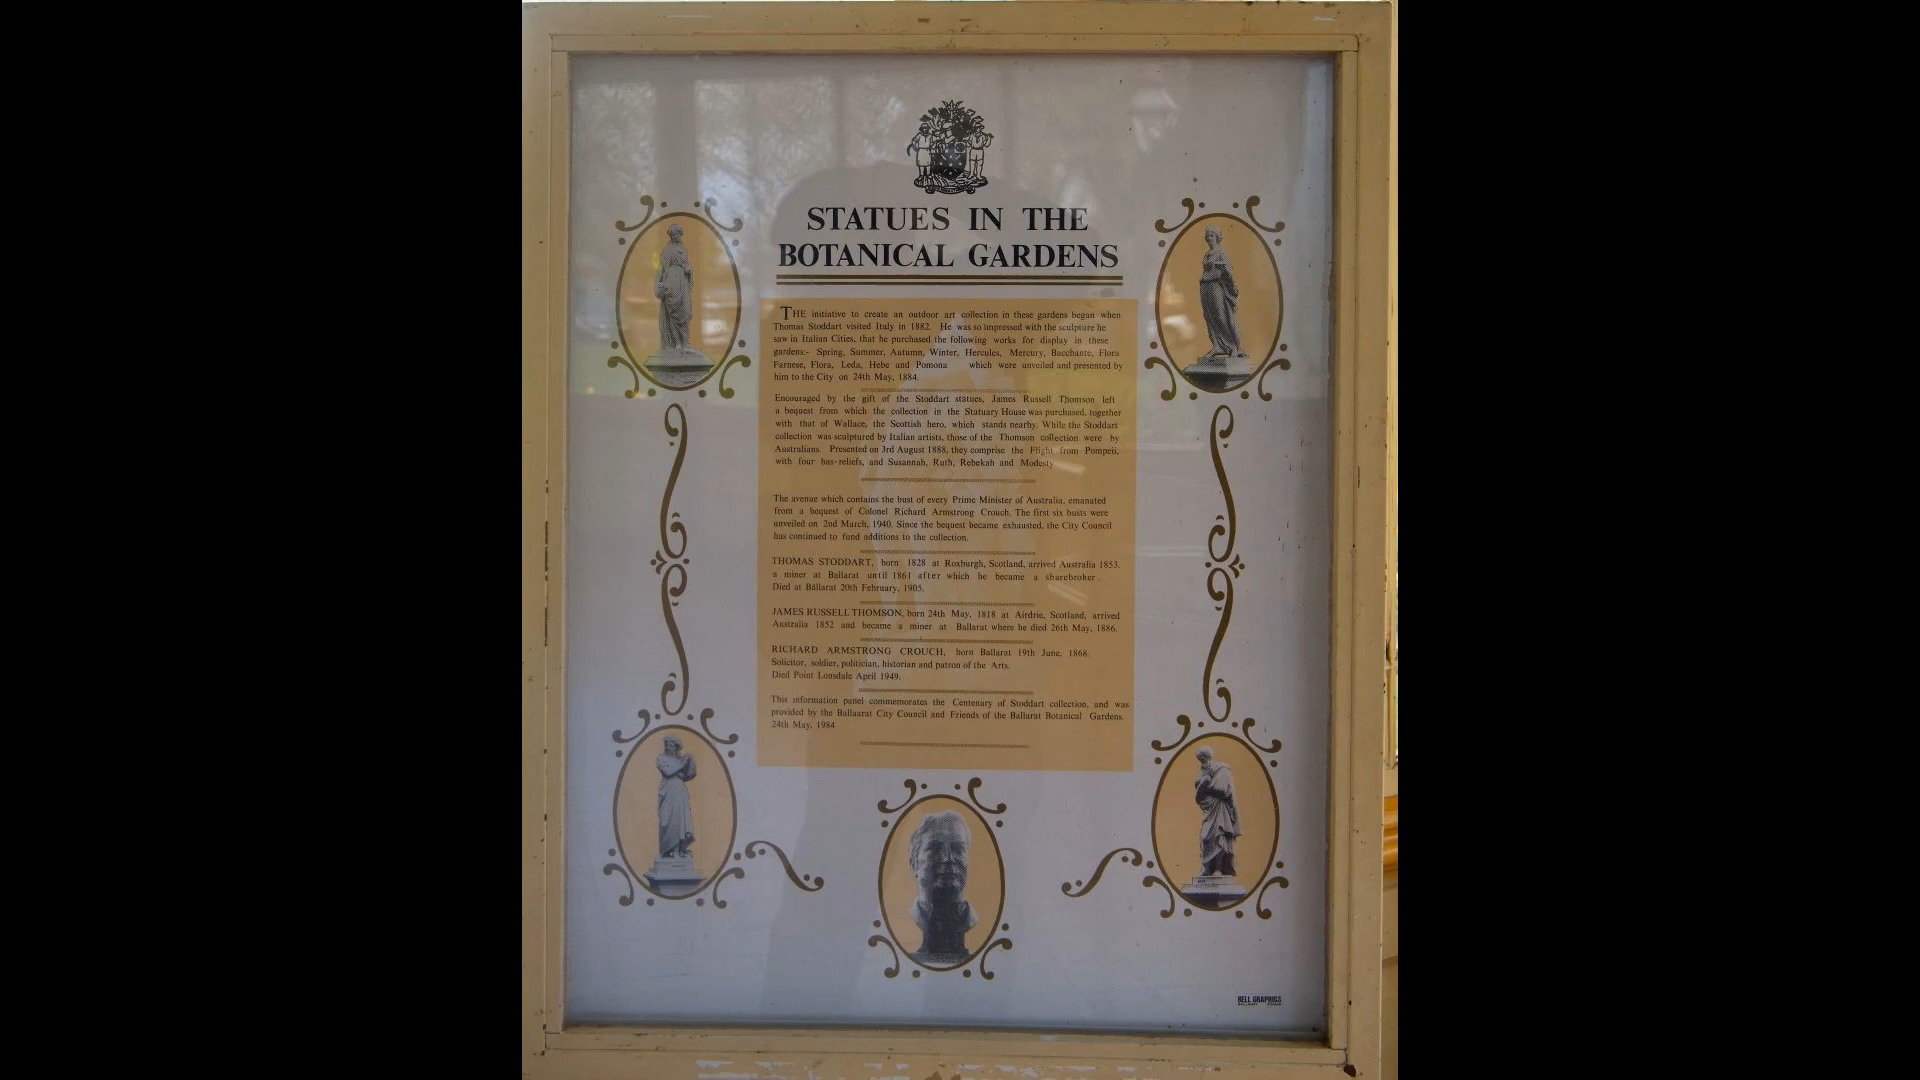 STATUES IN THE
BOTANICAL GARDENS
THE initiative to create an outdoor art collection in these gardens began when
Thomas Stoddart visited Italy in 1882. He was so impressed with the sculpture he
saw in Italian Cities, that he purchased the following works for display in these
gardens:- Spring, Summer, Autumn, Winter, Hercules, Mercury, Bacchante, Flora
Farnese, Flora, Leda, Hebe and Pomona which were unveiled and presented by
him to the City on 24th May, 1884.
Encouraged by the gift of the Stoddart statues, James Russell Thomson left
a bequest from which the collection in the Statuary House was purchased, together
with that of Wallace, the Scottish hero, which stands nearby. While the Stoddart
collection was sculptured by Italian artists, those of the Thomson collection were by
Australians. Presented on 3rd August 1888, they comprise the Flight from Pompeii,
with four bas-reliefs, and Susannah, Ruth, Rebekah and Modesty
The avenue which contains the bust of every Prime Minister of Australia, emanated
from a bequest of Colonel Richard Armstrong Crouch. The first six busts were
unveiled on 2nd March, 1940. Since the bequest became exhausted, the City Council
has continued to fund additions to the collection.
THOMAS STODDART, born 1828 at Roxburgh, Scotland, arrived Australia 1853.
a miner at Ballarat until 1861 after which he became a sharebroker.
Died at Ballarat 20th February, 1905.
JAMES RUSSELL THOMSON, born 24th May, 1818 at Airdrie, Scotland, arrived
Australia 1852 and became a miner at Ballarat where he died 26th May, 1886.
RICHARD ARMSTRONG CROUCH, born Ballarat 19th June, 1868.
Solicitor, soldier, politician, historian and patron of the Arts.
Died Point Lonsdale April 1949.
This information panel commemorates the Centenary of Stoddart collection, and was
provided by the Ballaarat City Council and Friends of the Ballarat Botanical Gardens.
24th May, 1984
BELL GRAPHICS